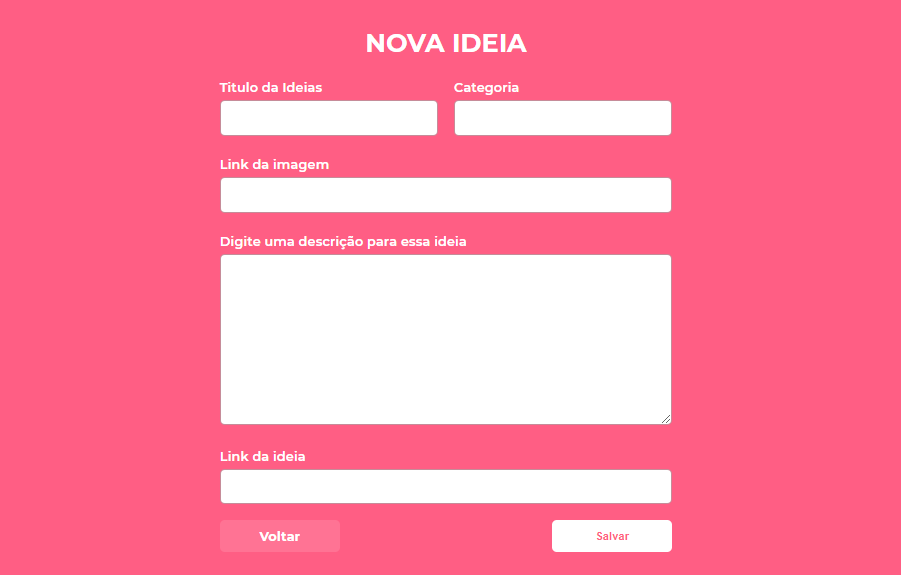 NOVA IDEIA
Titulo da Ideias
Categoria
Link da imagem
Digite uma descrição para essa ideia
Link da ideia
Voltar
Salvar